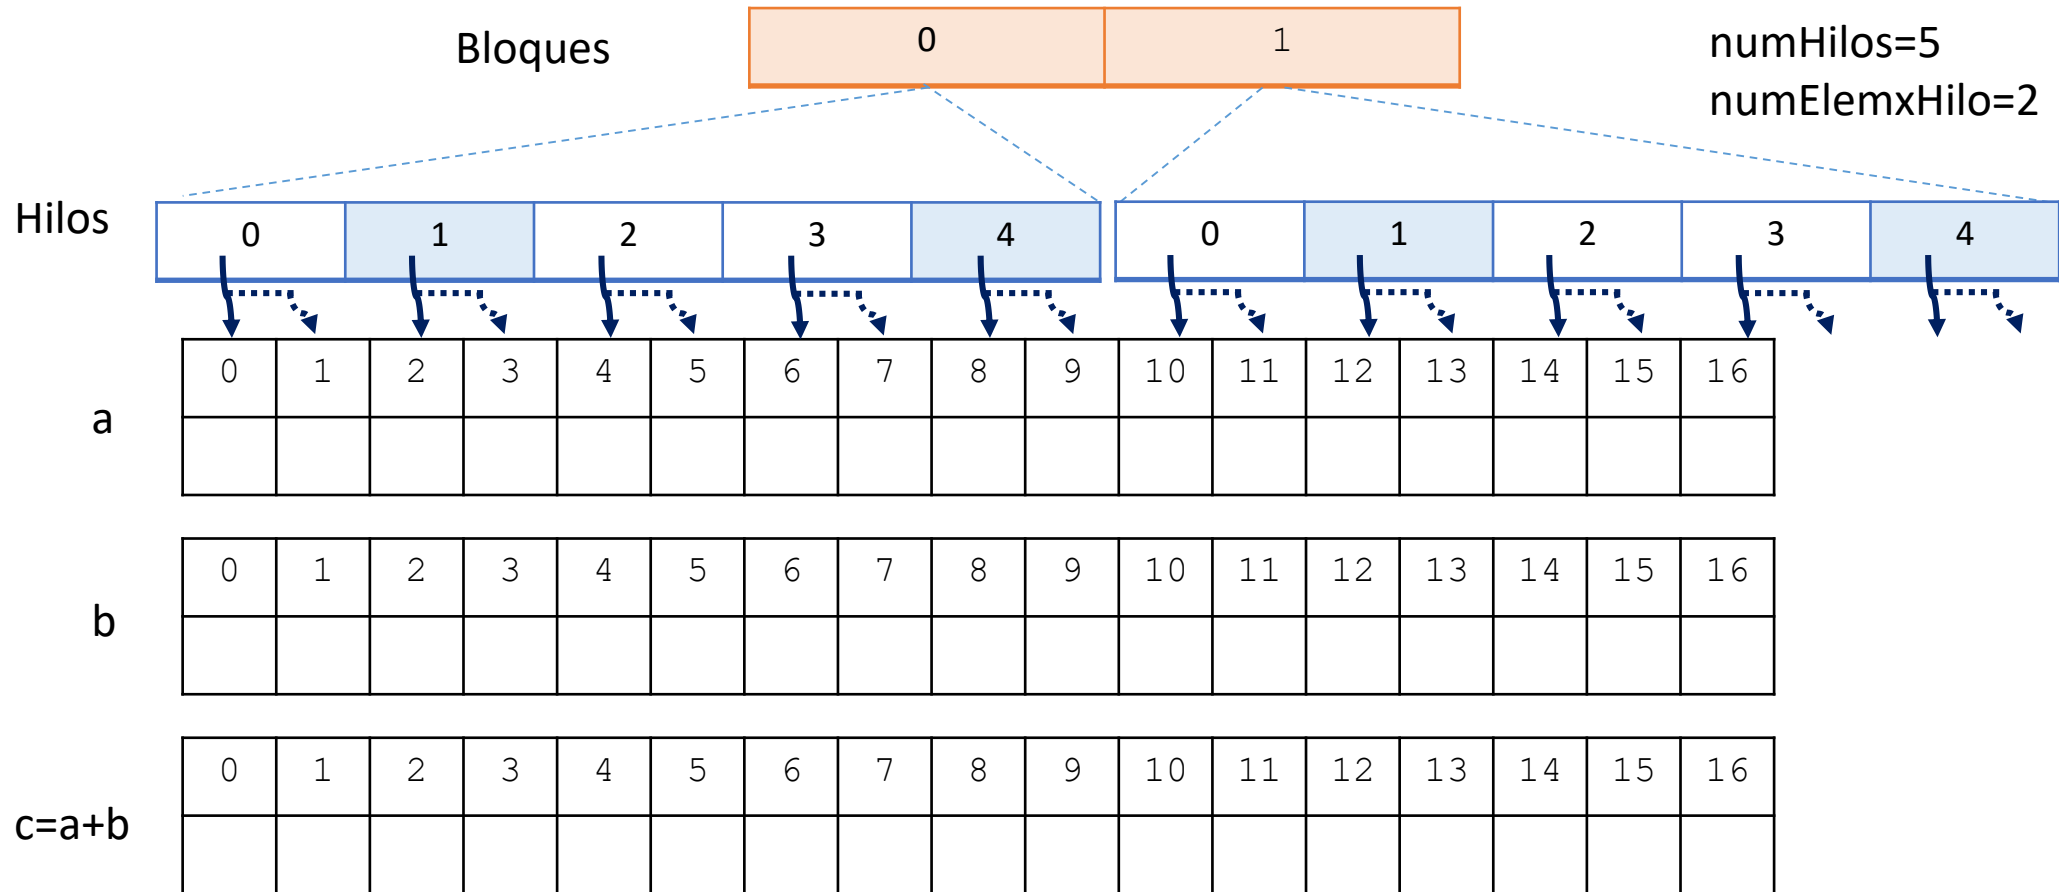 Bloques 0 1 numHilos=5
numElemxHilo=2
Hilos 0 1 2 3 4 0 1 2 3 4
0 1 2 3 4 5 6 7 8 9 10 11 12 13 14 15 16
a
0 1 2 3 4 5 6 7 8 9 10 11 12 13 14 15 16
b
0 1 2 3 4 5 6 7 8 9 10 11 12 13 14 15 16
c=a+b